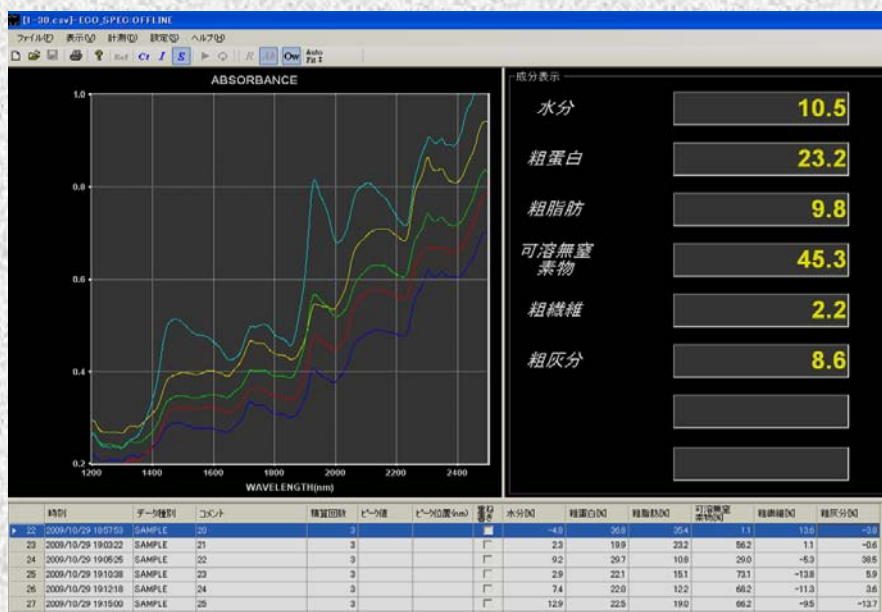 [1-30.csv]-ECO_SPEC:OFFLINE
ファイル(F) 表示(V) 計測(D) 設定(S) ヘルプ(H)
Ref Ct I S R Ab Ow Auto Fit
ABSORBANCE
1.0
0.8
0.6
0.4
0.2
1200 1400 1600 1800 2000 2200 2400
WAVELENGTH(nm)
成分表示
水分 10.5
粗蛋白 23.2
粗脂肪 9.8
可溶無窒
素物 45.3
粗繊維 2.2
粗灰分 8.6
時刻 データ種別 コメント 積算回数 ピーク値 ピーク位置(nm) 重ね書き 水分[%] 粗蛋白[%] 粗脂肪[%] 可溶無窒素物[%] 粗繊維[%] 粗灰分[%]
22 2009/10/29 18:57:53 SAMPLE 20 3 -4.8 36.8 35.4 1.1 13.6 -3.8
23 2009/10/29 19:03:22 SAMPLE 21 3 2.3 19.9 23.2 56.2 1.1 -0.6
24 2009/10/29 19:05:25 SAMPLE 22 3 9.2 29.7 10.8 29.0 -5.3 38.5
25 2009/10/29 19:10:38 SAMPLE 23 3 2.9 22.1 15.1 73.1 -13.8 5.9
26 2009/10/29 19:12:18 SAMPLE 24 3 7.4 22.0 12.2 68.2 -11.3 3.6
27 2009/10/29 19:15:00 SAMPLE 25 3 12.9 22.5 19.0 66.2 -9.5 -13.7